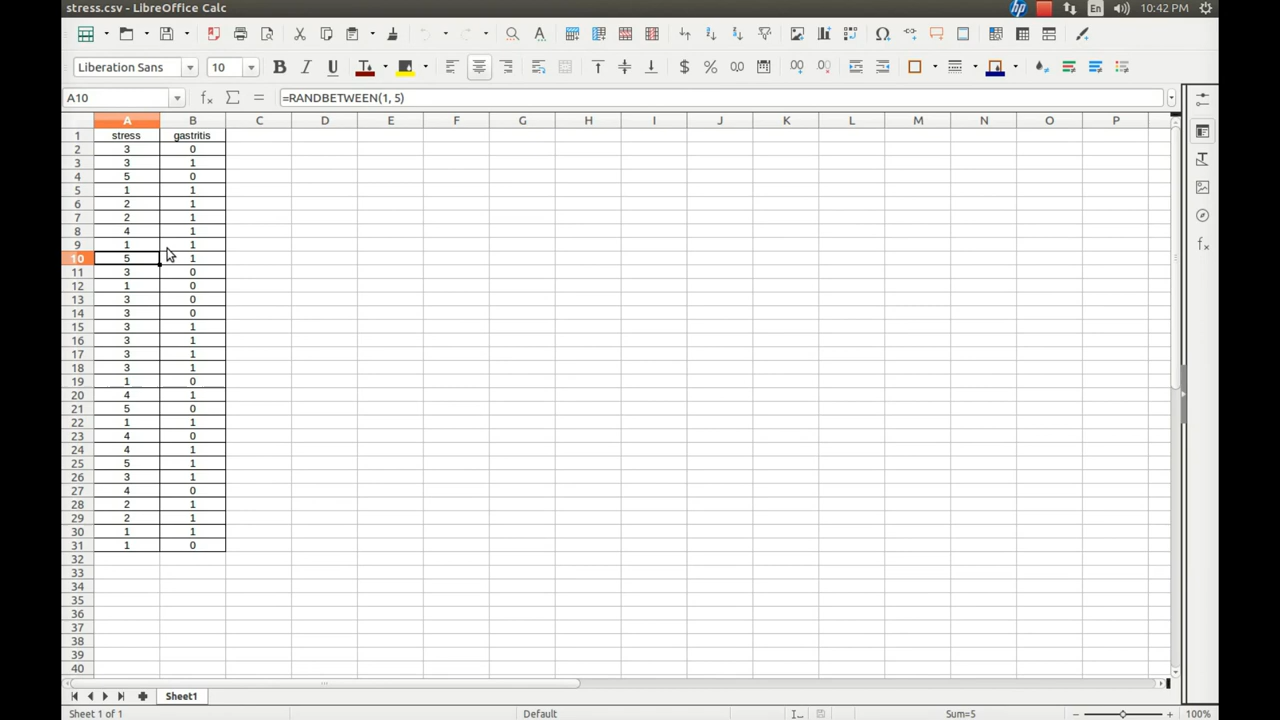 stress.csv - LibreOffice Calc
En
10:42 PM
Liberation Sans
10
A10
=RANDBETWEEN(1, 5)
A B C D E F G H I J K L M N O P
1 stress gastritis
2 3 0
3 3 1
4 5 0
5 1 1
6 2 1
7 2 1
8 4 1
9 1 1
10 5 1
11 3 0
12 1 0
13 3 0
14 3 0
15 3 1
16 3 1
17 3 1
18 3 1
19 1 0
20 4 1
21 5 0
22 1 1
23 4 0
24 4 1
25 5 1
26 3 1
27 4 0
28 2 1
29 2 1
30 1 1
31 1 0
32
33
34
35
36
37
38
39
40
Sheet1
Sheet 1 of 1
Default
Sum=5
100%